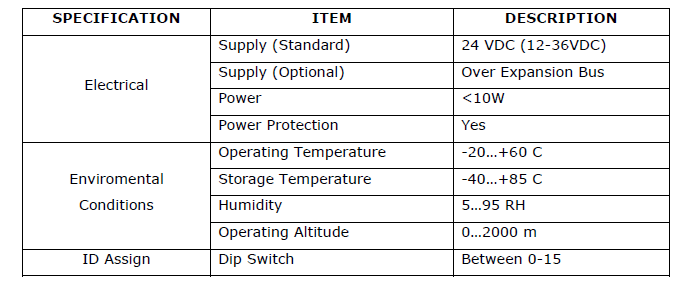 SPECIFICATION ITEM DESCRIPTION
Electrical
Supply (Standard) 24 VDC (12-36VDC)
Supply (Optional) Over Expansion Bus
Power <10W
Power Protection Yes
Enviromental
Conditions
Operating Temperature -20…+60 C
Storage Temperature -40…+85 C
Humidity 5…95 RH
Operating Altitude 0…2000 m
ID Assign Dip Switch Between 0-15